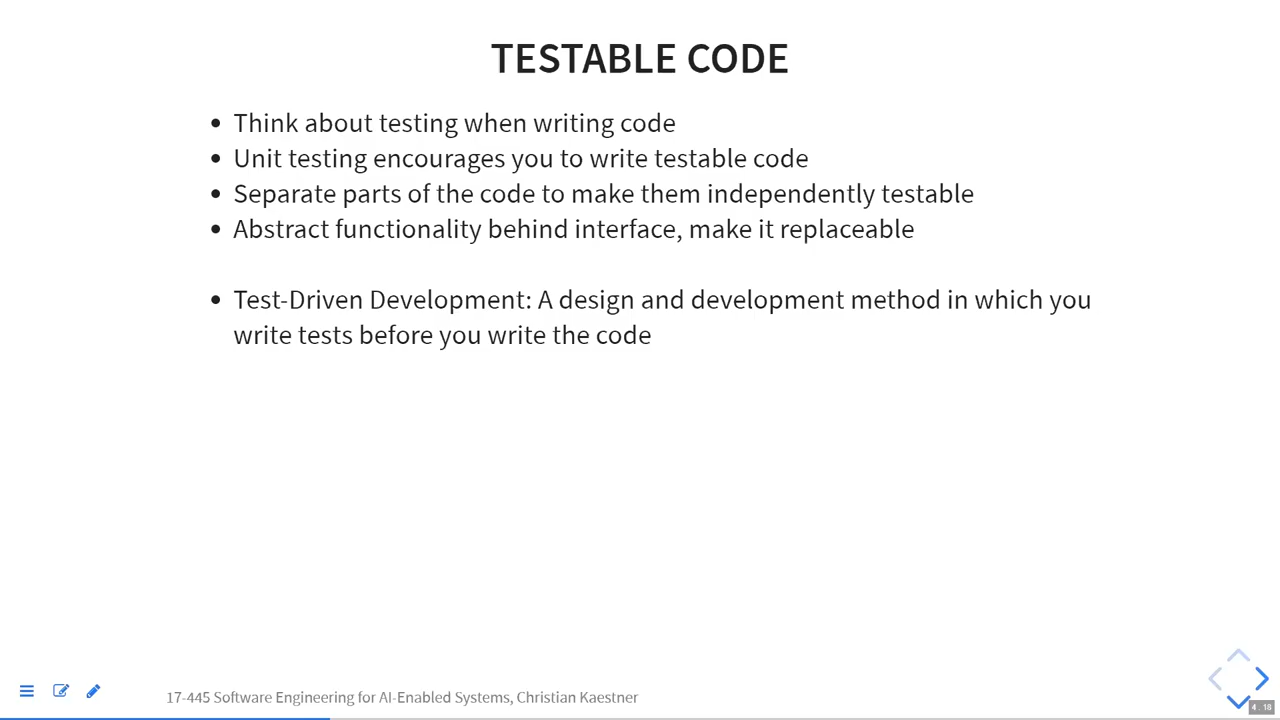 TESTABLE CODE
• Think about testing when writing code
• Unit testing encourages you to write testable code
• Separate parts of the code to make them independently testable
• Abstract functionality behind interface, make it replaceable
• Test-Driven Development: A design and development method in which you
write tests before you write the code
17-445 Software Engineering for AI-Enabled Systems, Christian Kaestner
4 . 18